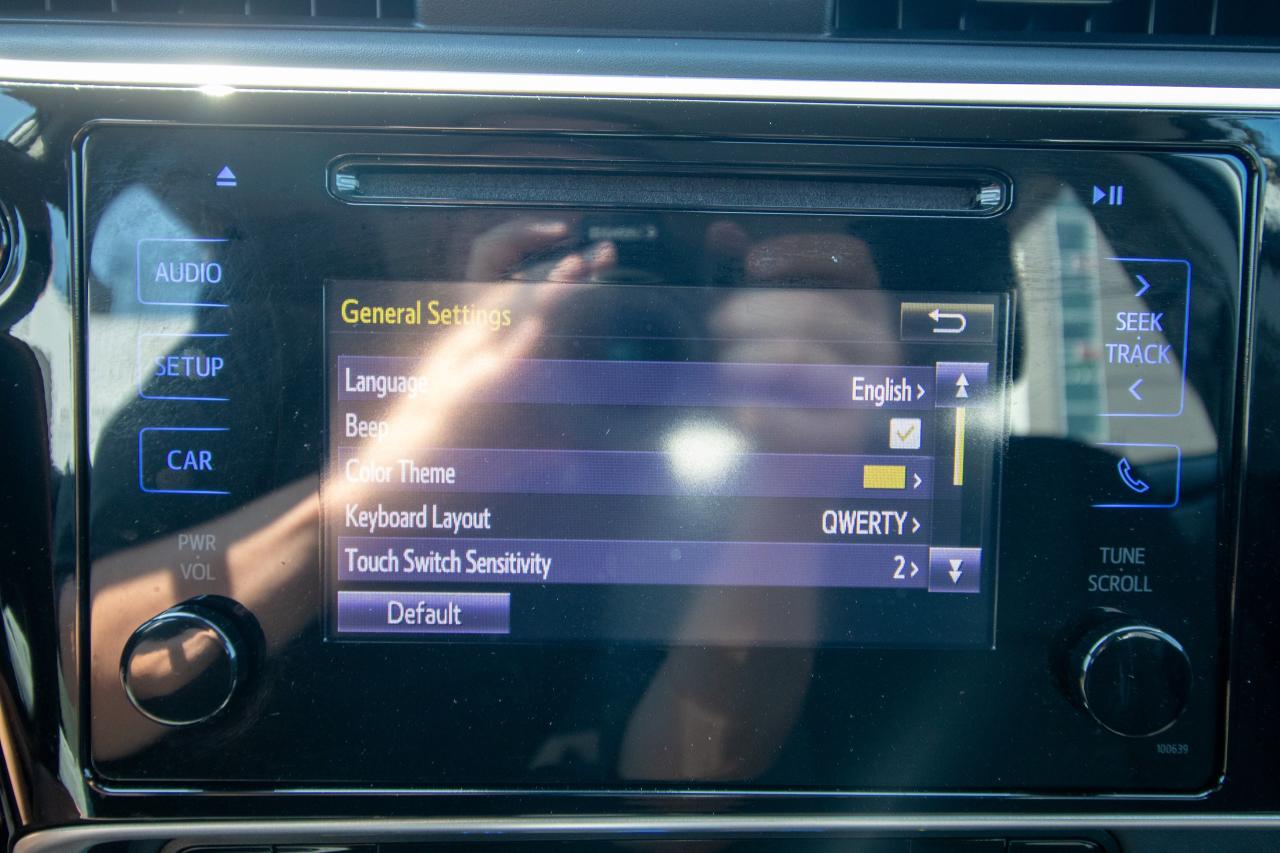 AUDIO
SETUP
CAR
PWR
VOL
General Settings
Language English
Beep
Color Theme
Keyboard Layout QWERTY
Touch Switch Sensitivity 2
Default
SEEK
TRACK
TUNE
SCROLL
100639